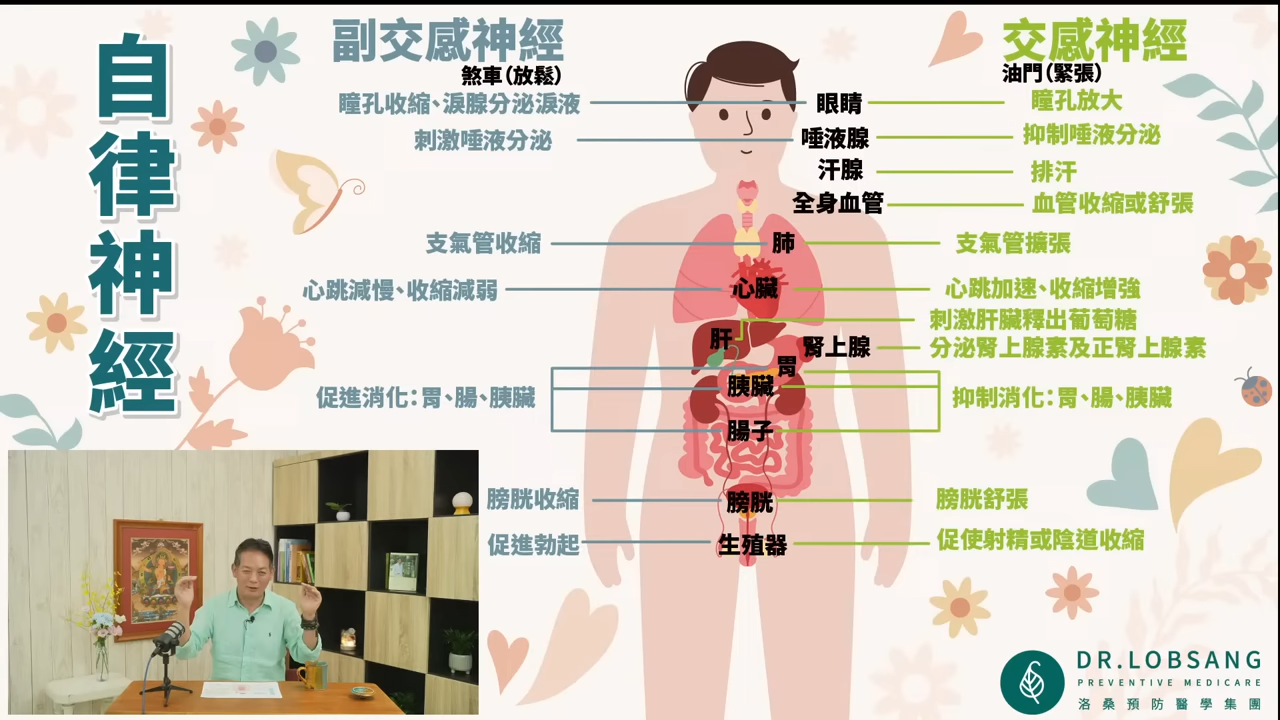 自律神經
副交感神經
煞車(放鬆)
交感神經
油門(緊張)
瞳孔收縮、淚腺分泌淚液
眼睛
瞳孔放大
刺激唾液分泌
唾液腺
抑制唾液分泌
汗腺
排汗
全身血管
血管收縮或舒張
支氣管收縮
肺
支氣管擴張
心跳減慢、收縮減弱
心臟
心跳加速、收縮增強
肝
刺激肝臟釋出葡萄糖
腎上腺
分泌腎上腺素及正腎上腺素
胃
促進消化:胃、腸、胰臟
胰臟
抑制消化:胃、腸、胰臟
腸子
膀胱收縮
膀胱
膀胱舒張
促進勃起
生殖器
促使射精或陰道收縮
DR.LOBSANG
PREVENTIVE MEDICARE
洛桑預防醫學集團